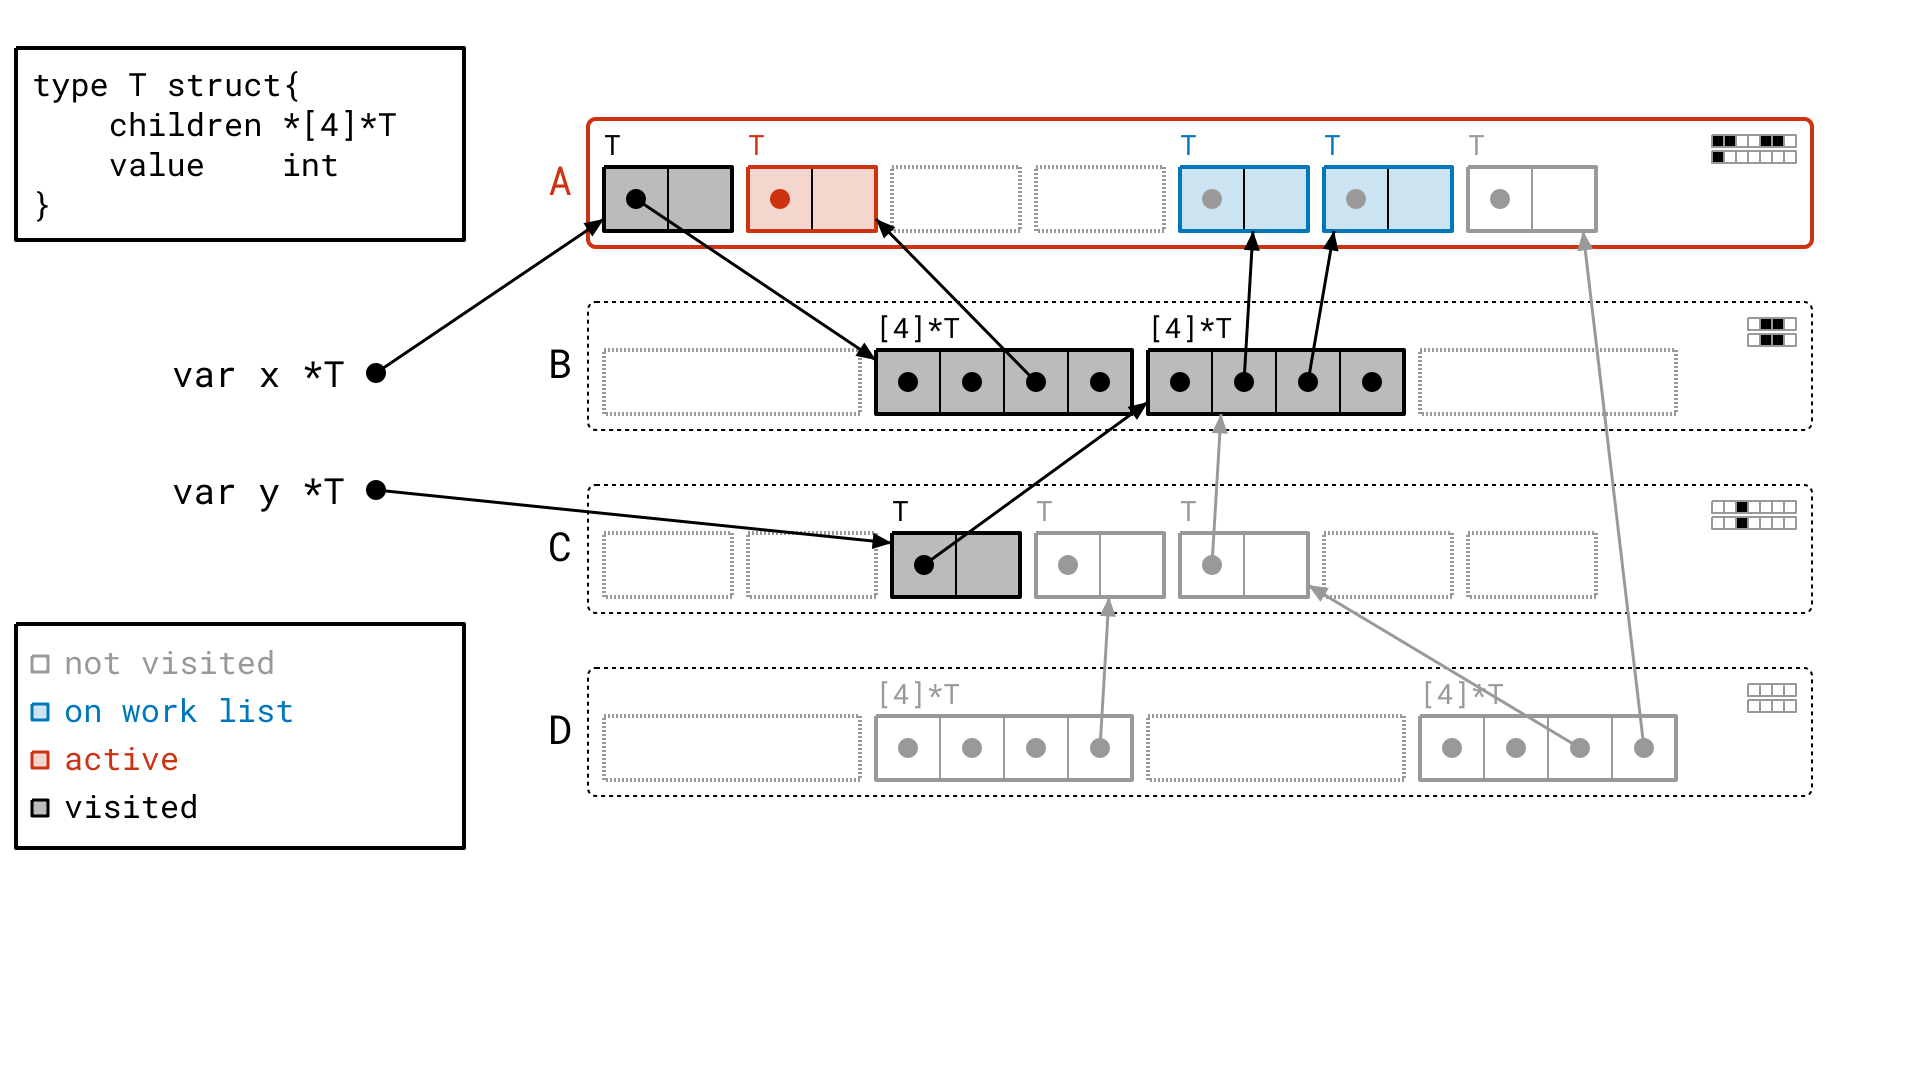 type T struct{
    children *[4]*T
    value    int
}
T T T T T
A
[4]*T [4]*T
B
var x *T
var y *T
T T T
C
not visited
[4]*T [4]*T
on work list
D
active
visited